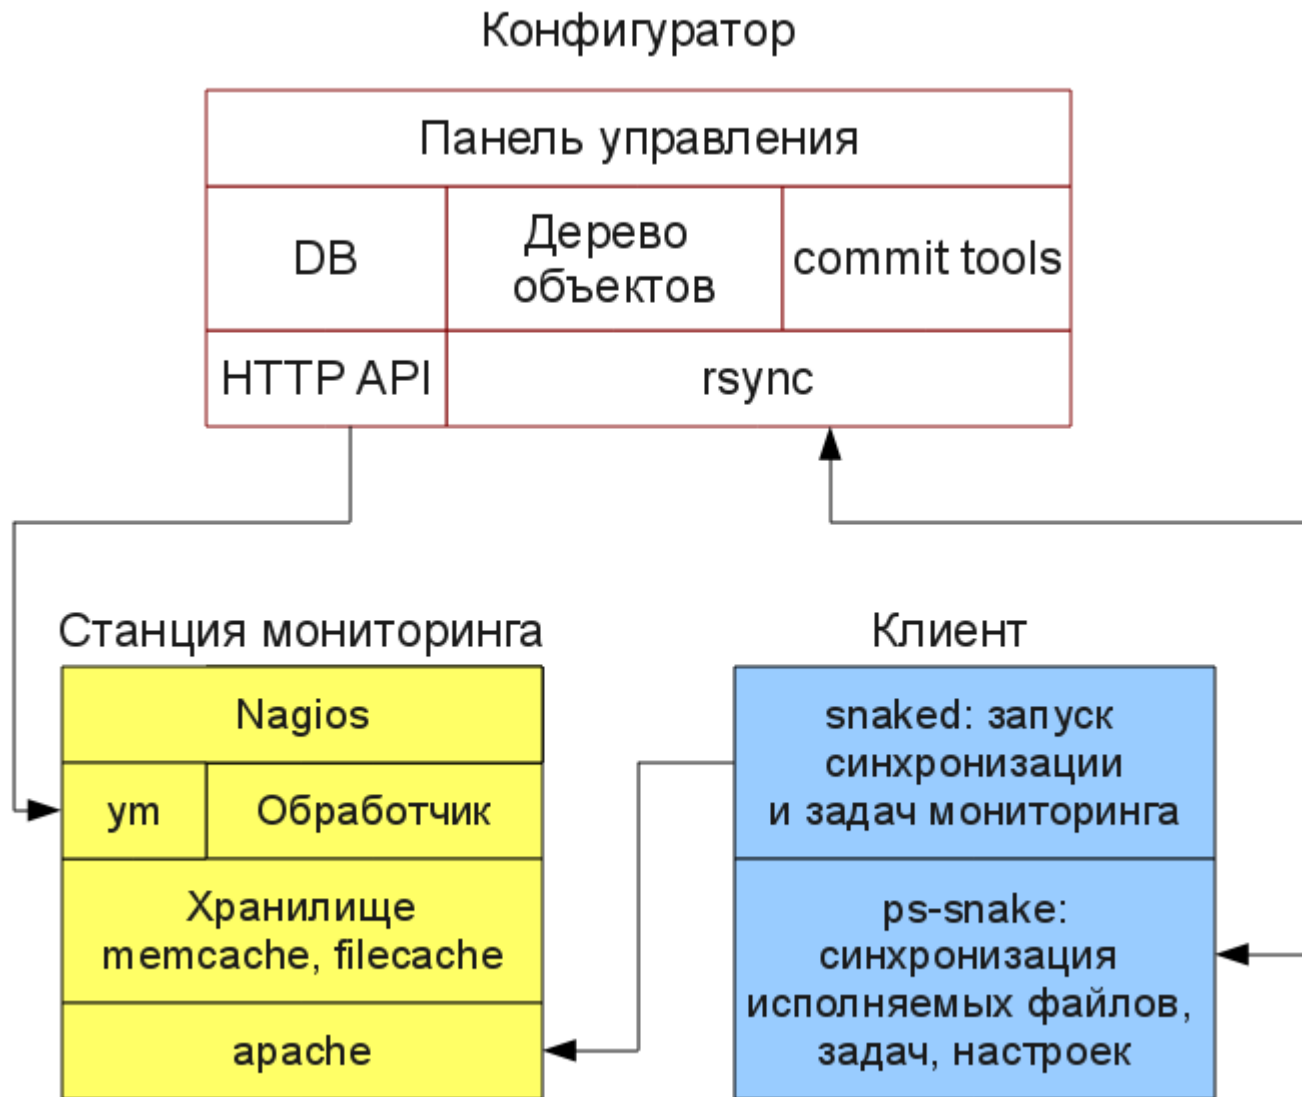 Конфигуратор
Панель управления
DB
Дерево
объектов
commit tools
HTTP API
rsync
Станция мониторинга
Nagios
ym
Обработчик
Хранилище
memcache, filecache
apache
Клиент
snaked: запуск
синхронизации
и задач мониторинга
ps-snake:
синхронизация
исполняемых файлов,
задач, настроек